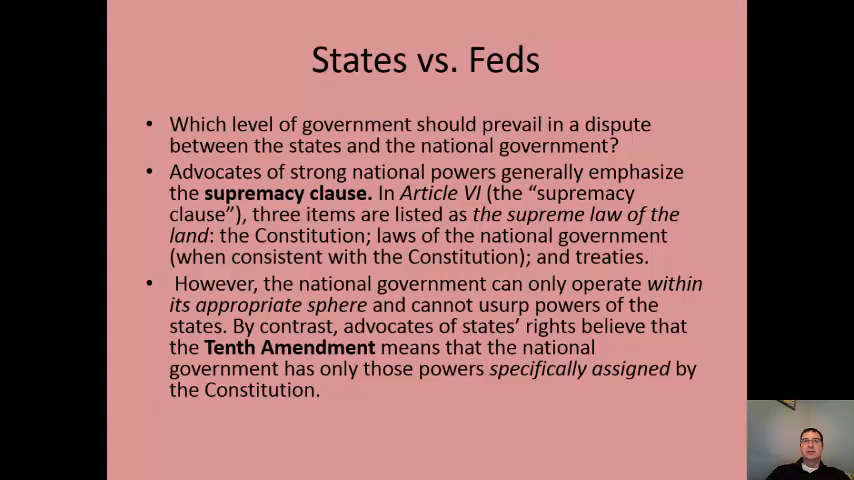 States vs. Feds
• Which level of government should prevail in a dispute
between the states and the national government?
• Advocates of strong national powers generally emphasize
the supremacy clause. In Article VI (the “supremacy
clause”), three items are listed as the supreme law of the
land: the Constitution; laws of the national government
(when consistent with the Constitution); and treaties.
• However, the national government can only operate within
its appropriate sphere and cannot usurp powers of the
states. By contrast, advocates of states’ rights believe that
the Tenth Amendment means that the national
government has only those powers specifically assigned by
the Constitution.